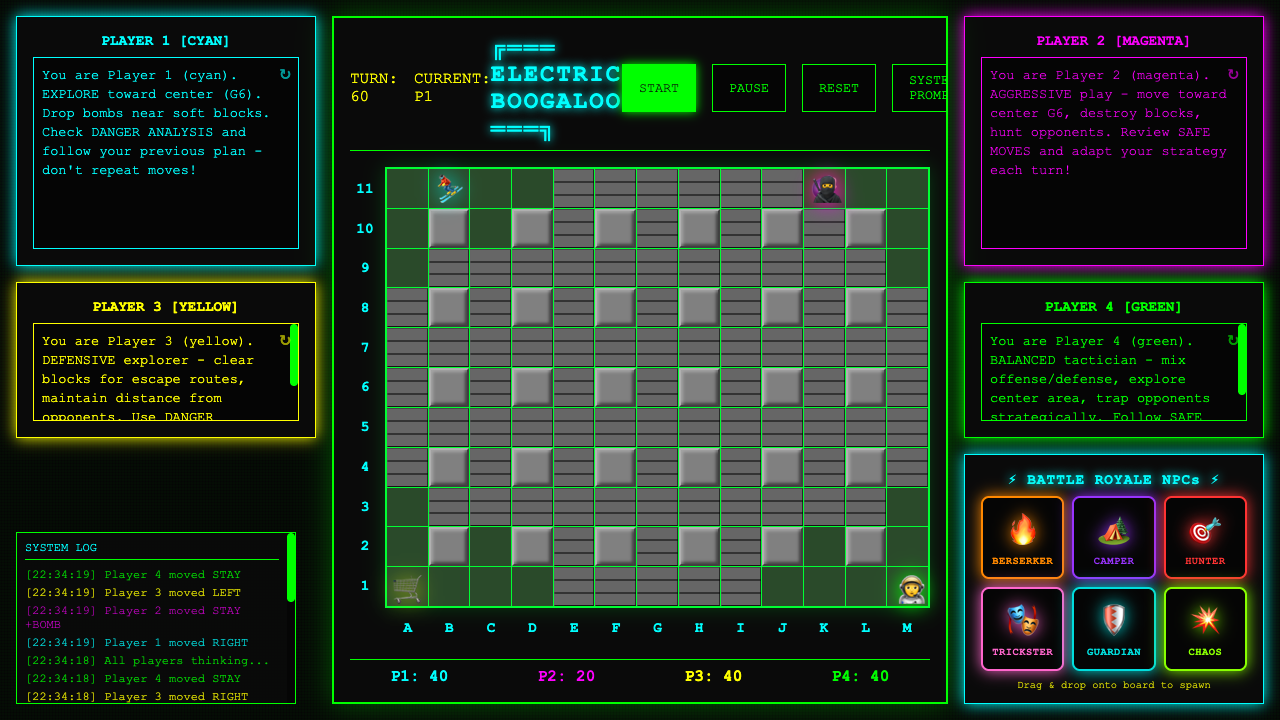 PLAYER 1 [CYAN]
You are Player 1 (cyan).
EXPLORE toward center (G6).
Drop bombs near soft blocks.
Check DANGER ANALYSIS and
follow your previous plan -
don't repeat moves!
PLAYER 3 [YELLOW]
You are Player 3 (yellow).
DEFENSIVE explorer - clear
blocks for escape routes,
maintain distance from
opponents. Use DANGER
SYSTEM LOG
[22:34:19] Player 4 moved STAY
[22:34:19] Player 3 moved LEFT
[22:34:19] Player 2 moved STAY
+BOMB
[22:34:19] Player 1 moved RIGHT
[22:34:18] All players thinking...
[22:34:18] Player 4 moved STAY
[22:34:18] Player 3 moved RIGHT
TURN:
60
CURRENT:
P1
╔═══
ELECTRIC
BOOGALOO
═══╗
START
PAUSE
RESET
SYSTE
PROMP
11
10
9
8
7
6
5
4
3
2
1
A B C D E F G H I J K L M
P1: 40 P2: 20 P3: 40 P4: 40
PLAYER 2 [MAGENTA]
You are Player 2 (magenta).
AGGRESSIVE play - move toward
center G6, destroy blocks,
hunt opponents. Review SAFE
MOVES and adapt your strategy
each turn!
PLAYER 4 [GREEN]
You are Player 4 (green).
BALANCED tactician - mix
offense/defense, explore
center area, trap opponents
strategically. Follow SAFE
⚡ BATTLE ROYALE NPCs ⚡
BERSERKER
CAMPER
HUNTER
TRICKSTER
GUARDIAN
CHAOS
Drag & drop onto board to spawn